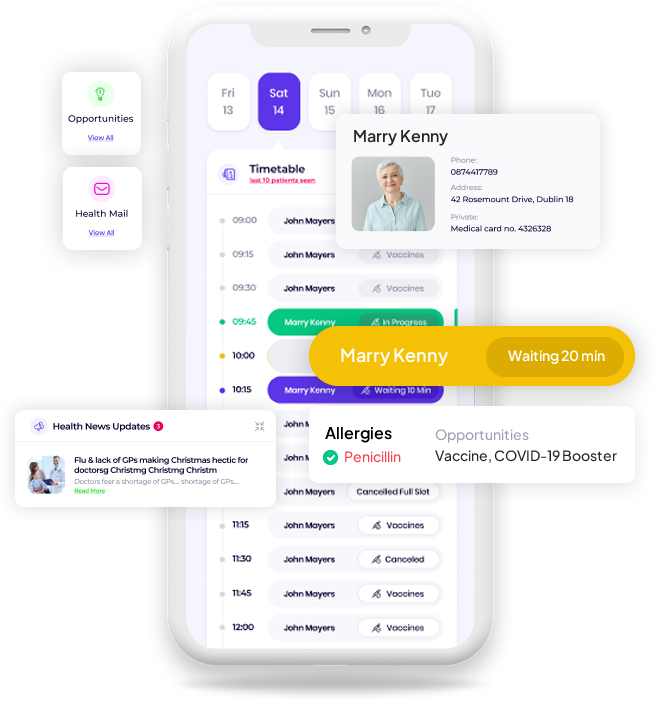 Fri
13
Sat
14
Sun
15
Mon
16
Tue
17
Opportunities
View All
Health Mail
View All
Timetable
last 10 patients seen
Marry Kenny
Phone:
0874417789
Address:
42 Rosemount Drive, Dublin 18
Private:
Medical card no. 4326328
09:00 John Mayers
09:15 John Mayers Vaccines
09:30 John Mayers Vaccines
09:45 Marry Kenny In Progress
10:00
Marry Kenny Waiting 20 min
10:15 Marry Kenny Waiting 10 Min
Health News Updates 3
Flu & lack of GPs making Christmas hectic for
doctorsg Christmg Christmg Christm
Doctors fear a shortage of GPs... shortage of GPs...
Read More
Allergies
Penicillin
Opportunities
Vaccine, COVID-19 Booster
John Mayers Cancelled Full Slot
11:15 John Mayers Vaccines
11:30 John Mayers Canceled
11:45 John Mayers Vaccines
12:00 John Mayers Vaccines